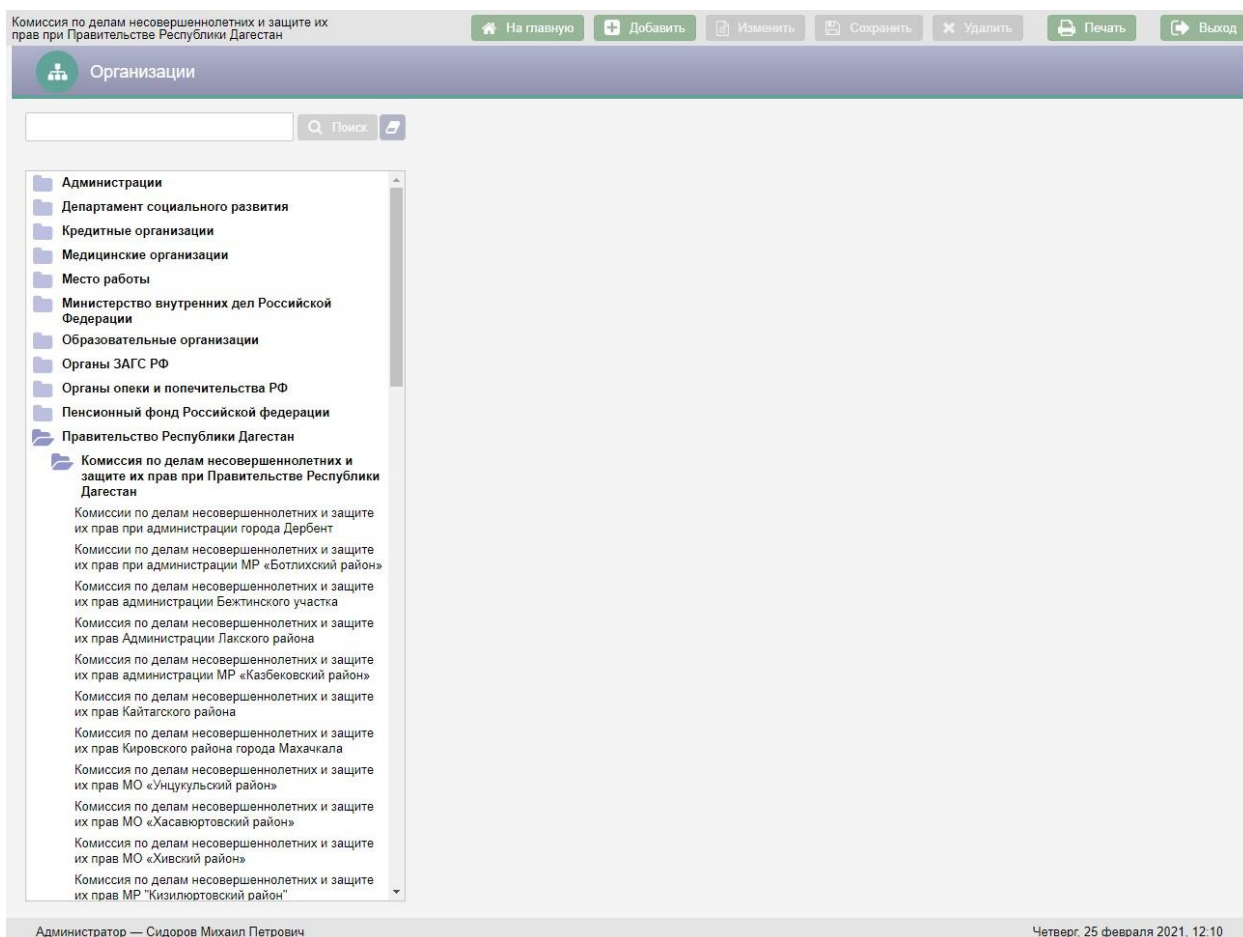 Комиссия по делам несовершеннолетних и защите их
прав при Правительстве Республики Дагестан
На главную
Добавить
Изменить
Сохранить
Удалить
Печать
Выход
Организации
Поиск
Администрации
Департамент социального развития
Кредитные организации
Медицинские организации
Место работы
Министерство внутренних дел Российской
Федерации
Образовательные организации
Органы ЗАГС РФ
Органы опеки и попечительства РФ
Пенсионный фонд Российской федерации
Правительство Республики Дагестан
Комиссия по делам несовершеннолетних и
защите их прав при Правительстве Республики
Дагестан
Комиссии по делам несовершеннолетних и защите
их прав при администрации города Дербент
Комиссии по делам несовершеннолетних и защите
их прав при администрации МР «Ботлихский район»
Комиссия по делам несовершеннолетних и защите
их прав администрации Бежтинского участка
Комиссия по делам несовершеннолетних и защите
их прав Администрации Лакского района
Комиссия по делам несовершеннолетних и защите
их прав администрации МР «Казбековский район»
Комиссия по делам несовершеннолетних и защите
их прав Кайтагского района
Комиссия по делам несовершеннолетних и защите
их прав Кировского района города Махачкала
Комиссия по делам несовершеннолетних и защите
их прав МО «Унцукульский район»
Комиссия по делам несовершеннолетних и защите
их прав МО «Хасавюртовский район»
Комиссия по делам несовершеннолетних и защите
их прав МО «Хивский район»
Комиссия по делам несовершеннолетних и защите
их прав МР "Кизилюртовский район"
Администратор — Сидоров Михаил Петрович
Четверг, 25 февраля 2021, 12:10